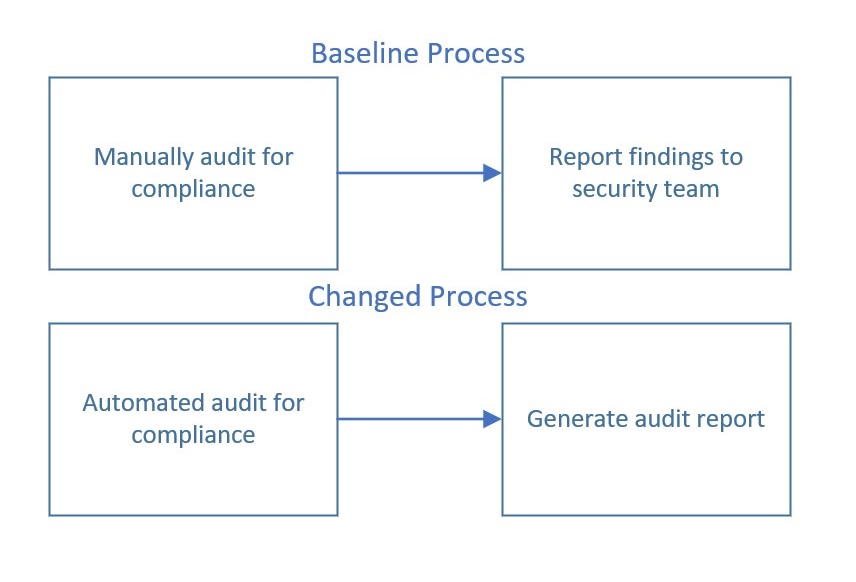 Baseline Process
Manually audit for
compliance
Report findings to
security team
Changed Process
Automated audit for
compliance
Generate audit report